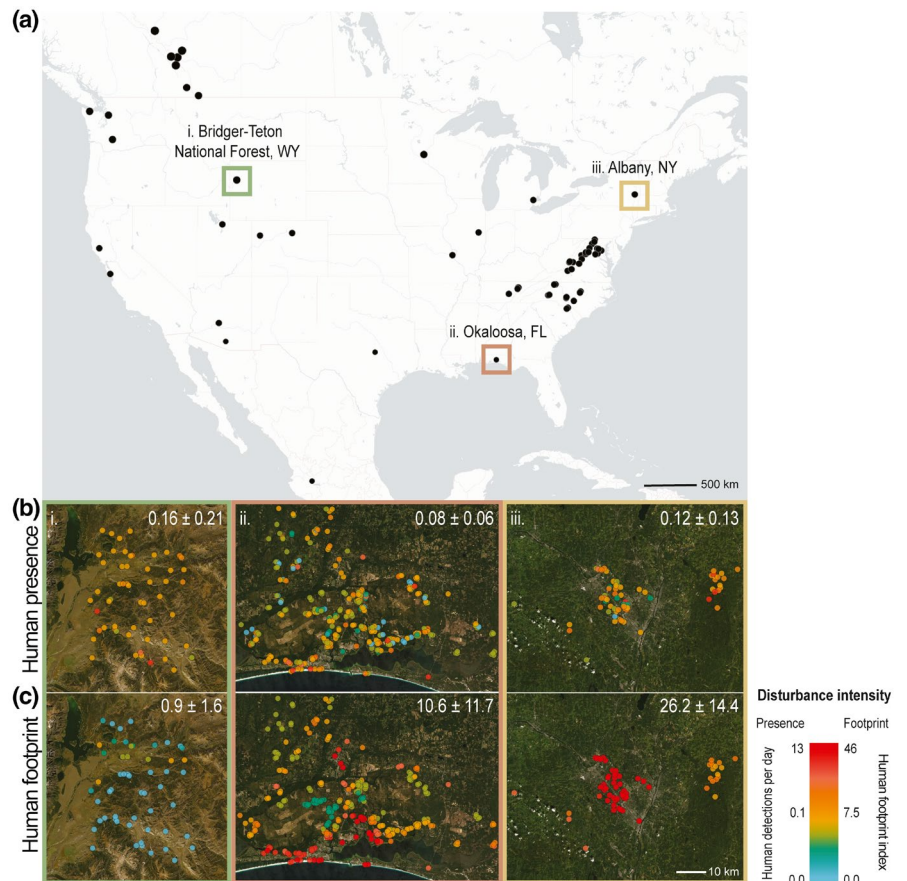 (a)
i. Bridger-Teton
National Forest, WY
iii. Albany, NY
ii. Okaloosa, FL
500 km
(b)
Human presence
i.
0.16 ± 0.21
ii.
0.08 ± 0.06
iii.
0.12 ± 0.13
(c)
Human footprint
0.9 ± 1.6
10.6 ± 11.7
26.2 ± 14.4
10 km
Disturbance intensity
Presence
Footprint
Human detections per day
13
0.1
0.0
46
7.5
0.0
Human footprint index